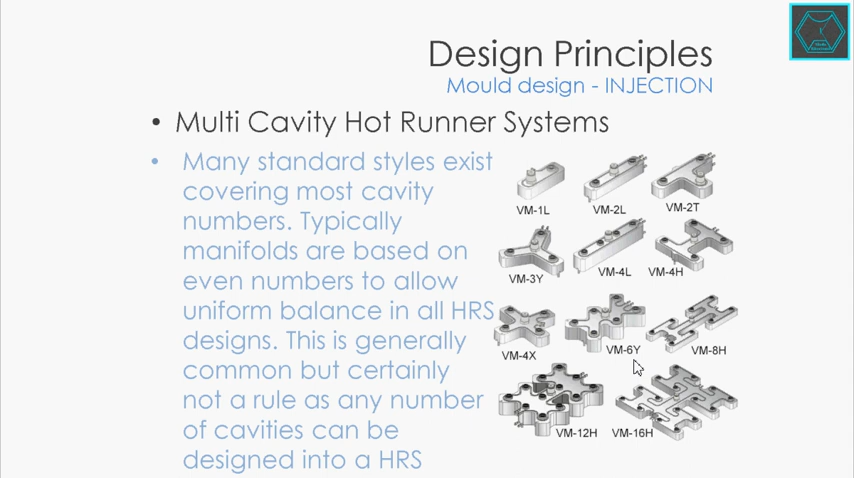 Design Principles
Mould design - INJECTION
• Multi Cavity Hot Runner Systems
• Many standard styles exist
covering most cavity
numbers. Typically
manifolds are based on
even numbers to allow
uniform balance in all HRS
designs. This is generally
common but certainly
not a rule as any number
of cavities can be
designed into a HRS
VM-1L VM-2L VM-2T
VM-3Y VM-4L VM-4H
VM-4X VM-6Y VM-8H
VM-12H VM-16H